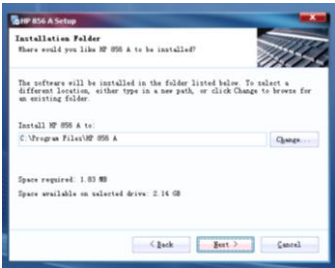 HP 856 A Setup
Installation Folder
Where would you like HP 856 A to be installed?
The software will be installed in the folder listed below. To select a
different location, either type in a new path, or click Change to browse for
an existing folder.
Install HP 856 A to:
C:\Program Files\HP 856 A
Change...
Space required: 1.83 MB
Space available on selected drive: 2.14 GB
< Back
Next >
Cancel